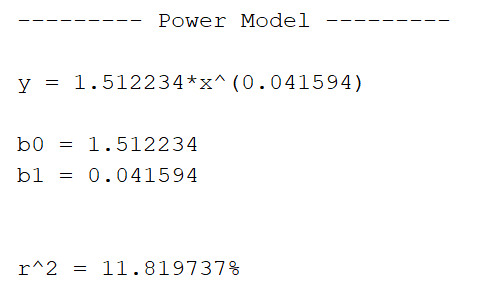 --------- Power Model ---------
y = 1.512234*x^(0.041594)
b0 = 1.512234
b1 = 0.041594
r^2 = 11.819737%